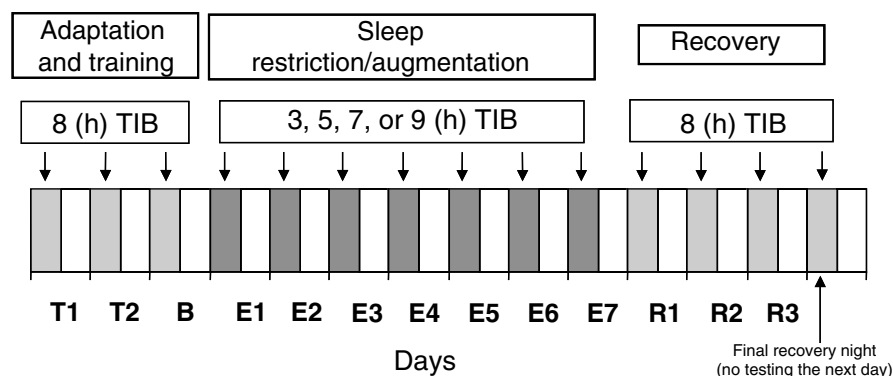 Adaptation
and training
Sleep
restriction/augmentation
Recovery
8 (h) TIB
3, 5, 7, or 9 (h) TIB
8 (h) TIB
T1 T2 B E1 E2 E3 E4 E5 E6 E7 R1 R2 R3
Days
Final recovery night
(no testing the next day)